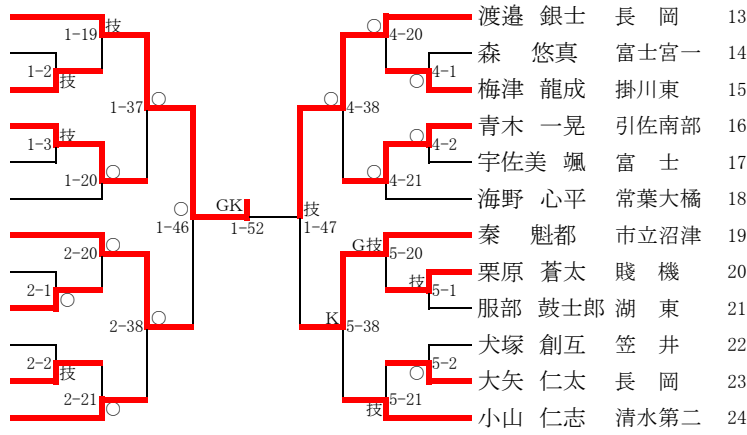 渡邉 銀士 長 岡 13
1-19 技 ○ 4-20
森 悠真 富士宮一 14
1-2 技 ○ 4-1
梅津 龍成 掛川東 15
1-37 ○ ○ 4-38
青木 一晃 引佐南部 16
1-3 技 ○ 4-2
宇佐美 颯 富 士 17
1-20 ○ ○ 4-21
海野 心平 常葉大橘 18
○ GK 技
1-46 1-52 1-47
秦 魁都 市立沼津 19
2-20 ○ G技 5-20
栗原 蒼太 賤 機 20
2-1 ○ 技 5-1
服部 鼓士郎 湖 東 21
2-38 ○ K 5-38
犬塚 創互 笠 井 22
2-2 技 ○ 5-2
大矢 仁太 長 岡 23
2-21 ○ 技 5-21
小山 仁志 清水第二 24